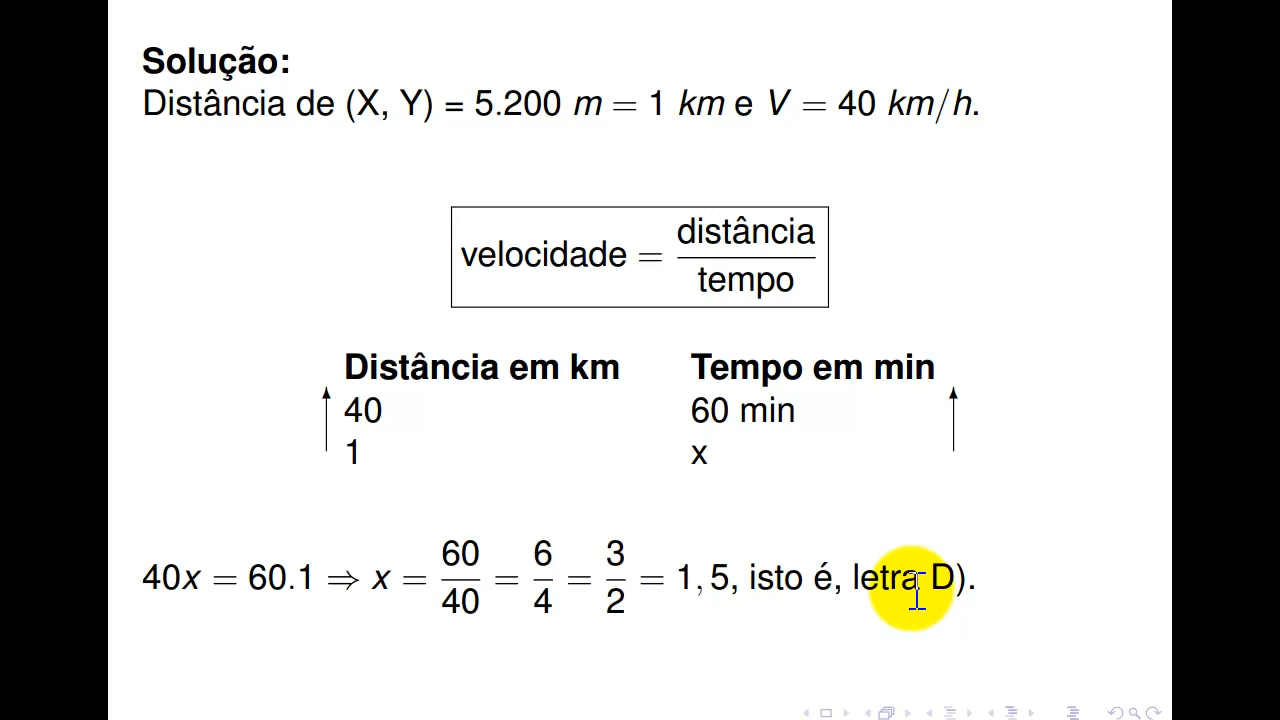 Solução:
Distância de (X, Y) = 5.200 m = 1 km e V = 40 km/h.
velocidade = distância/tempo
Distância em km Tempo em min
40 60 min
1 x
40x = 60.1 ⇒ x = 60/40 = 6/4 = 3/2 = 1,5, isto é, letra D).